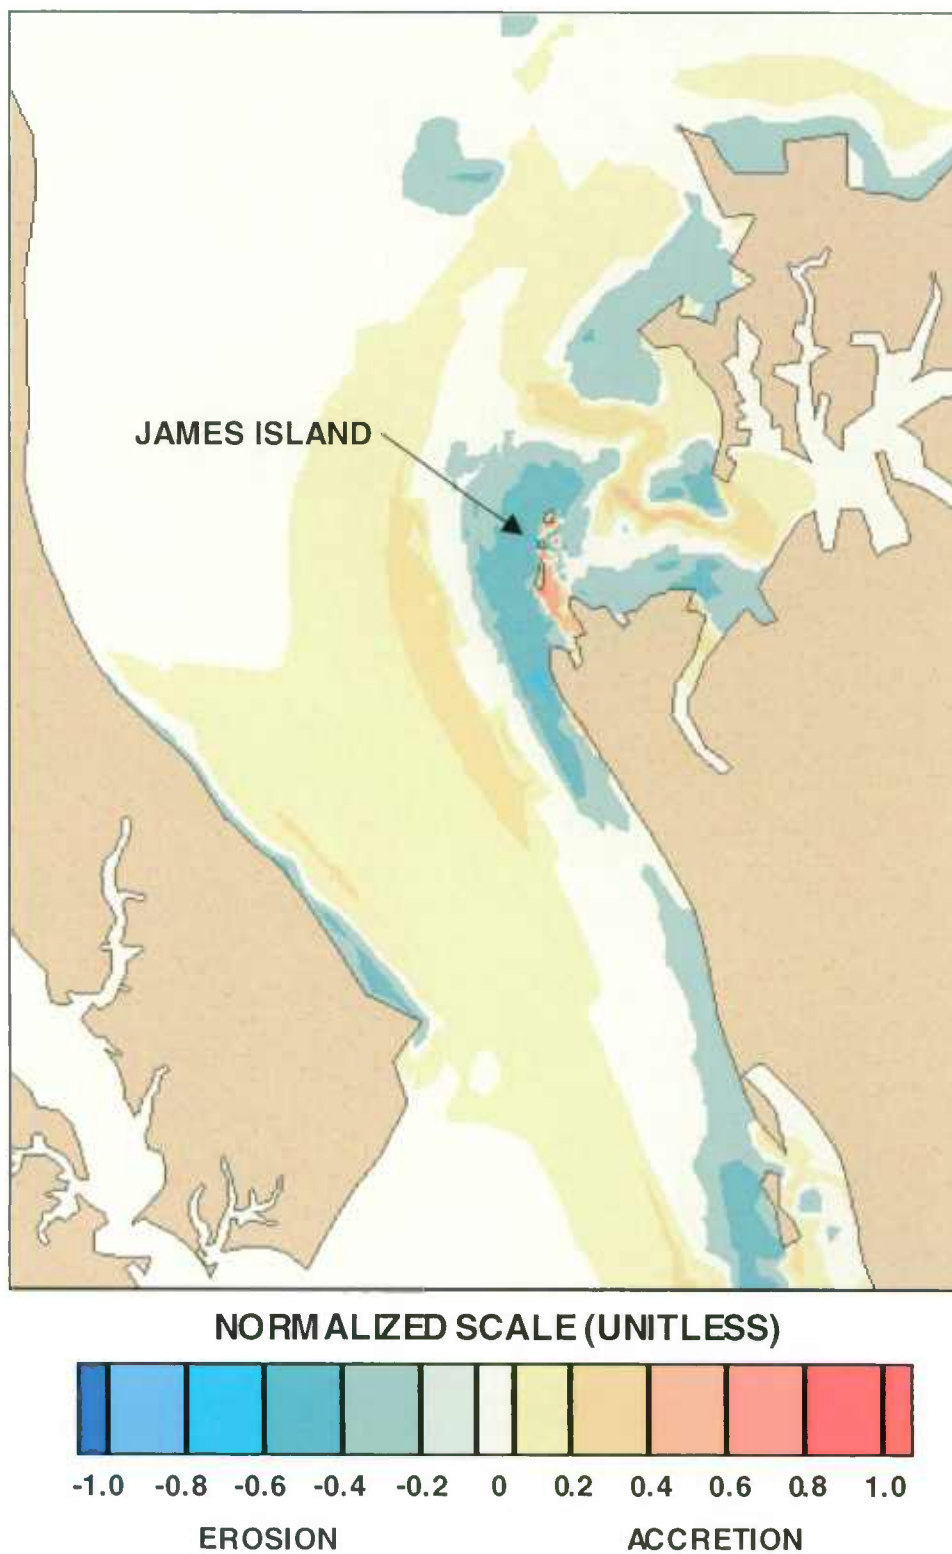 JAMES ISLAND
NORMALIZED SCALE (UNITLESS)
-1.0 -0.8 -0.6 -0.4 -0.2 0 0.2 0.4 0.6 0.8 1.0
EROSION ACCRETION